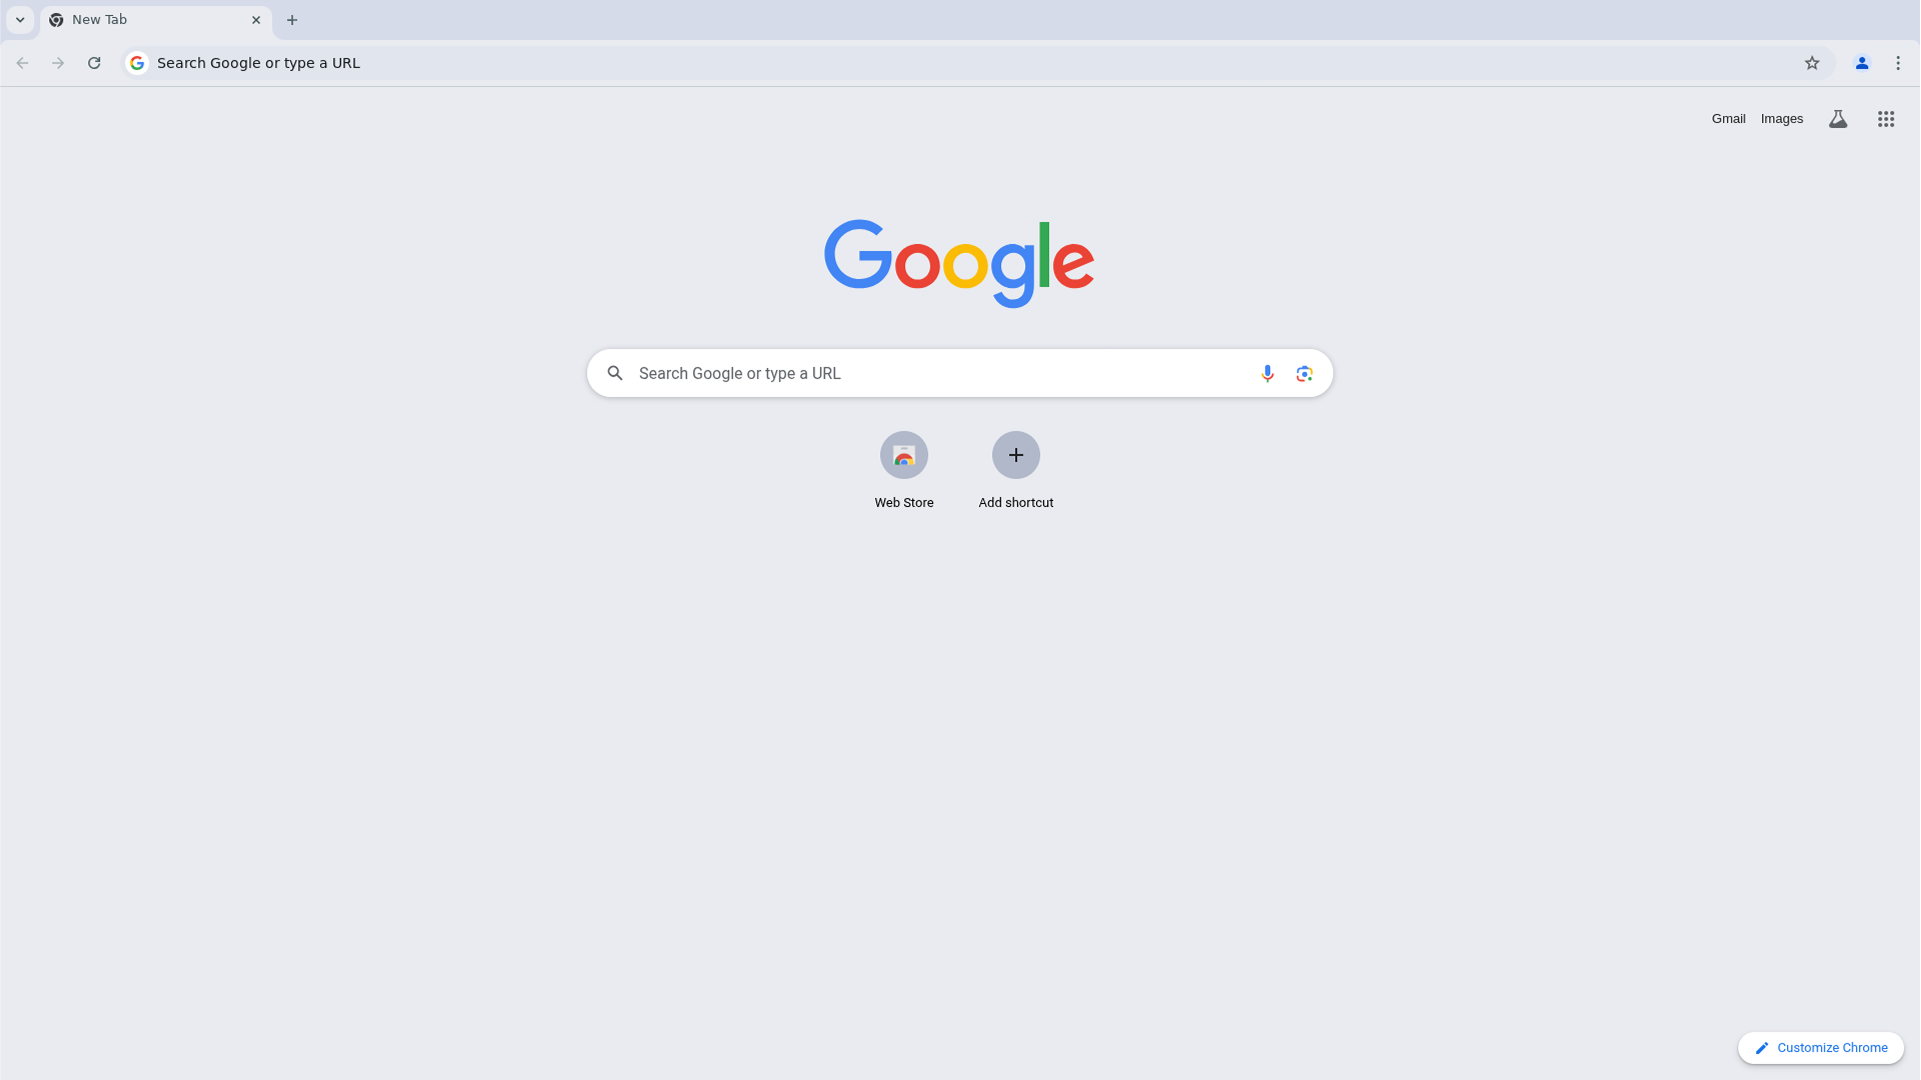 New Tab
Search Google or type a URL
Gmail Images
Google
Search Google or type a URL
Web Store Add shortcut
Customize Chrome